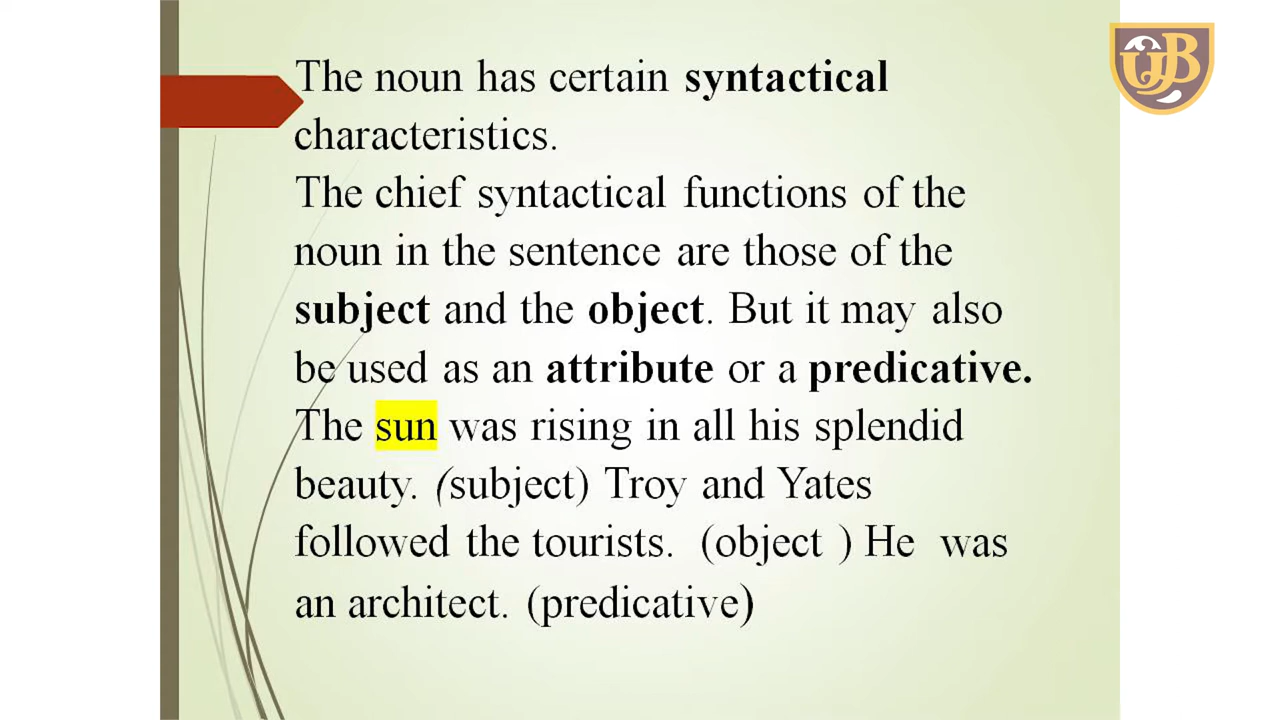 The noun has certain syntactical
characteristics.
The chief syntactical functions of the
noun in the sentence are those of the
subject and the object. But it may also
be used as an attribute or a predicative.
The sun was rising in all his splendid
beauty. (subject) Troy and Yates
followed the tourists. (object ) He was
an architect. (predicative)
UB